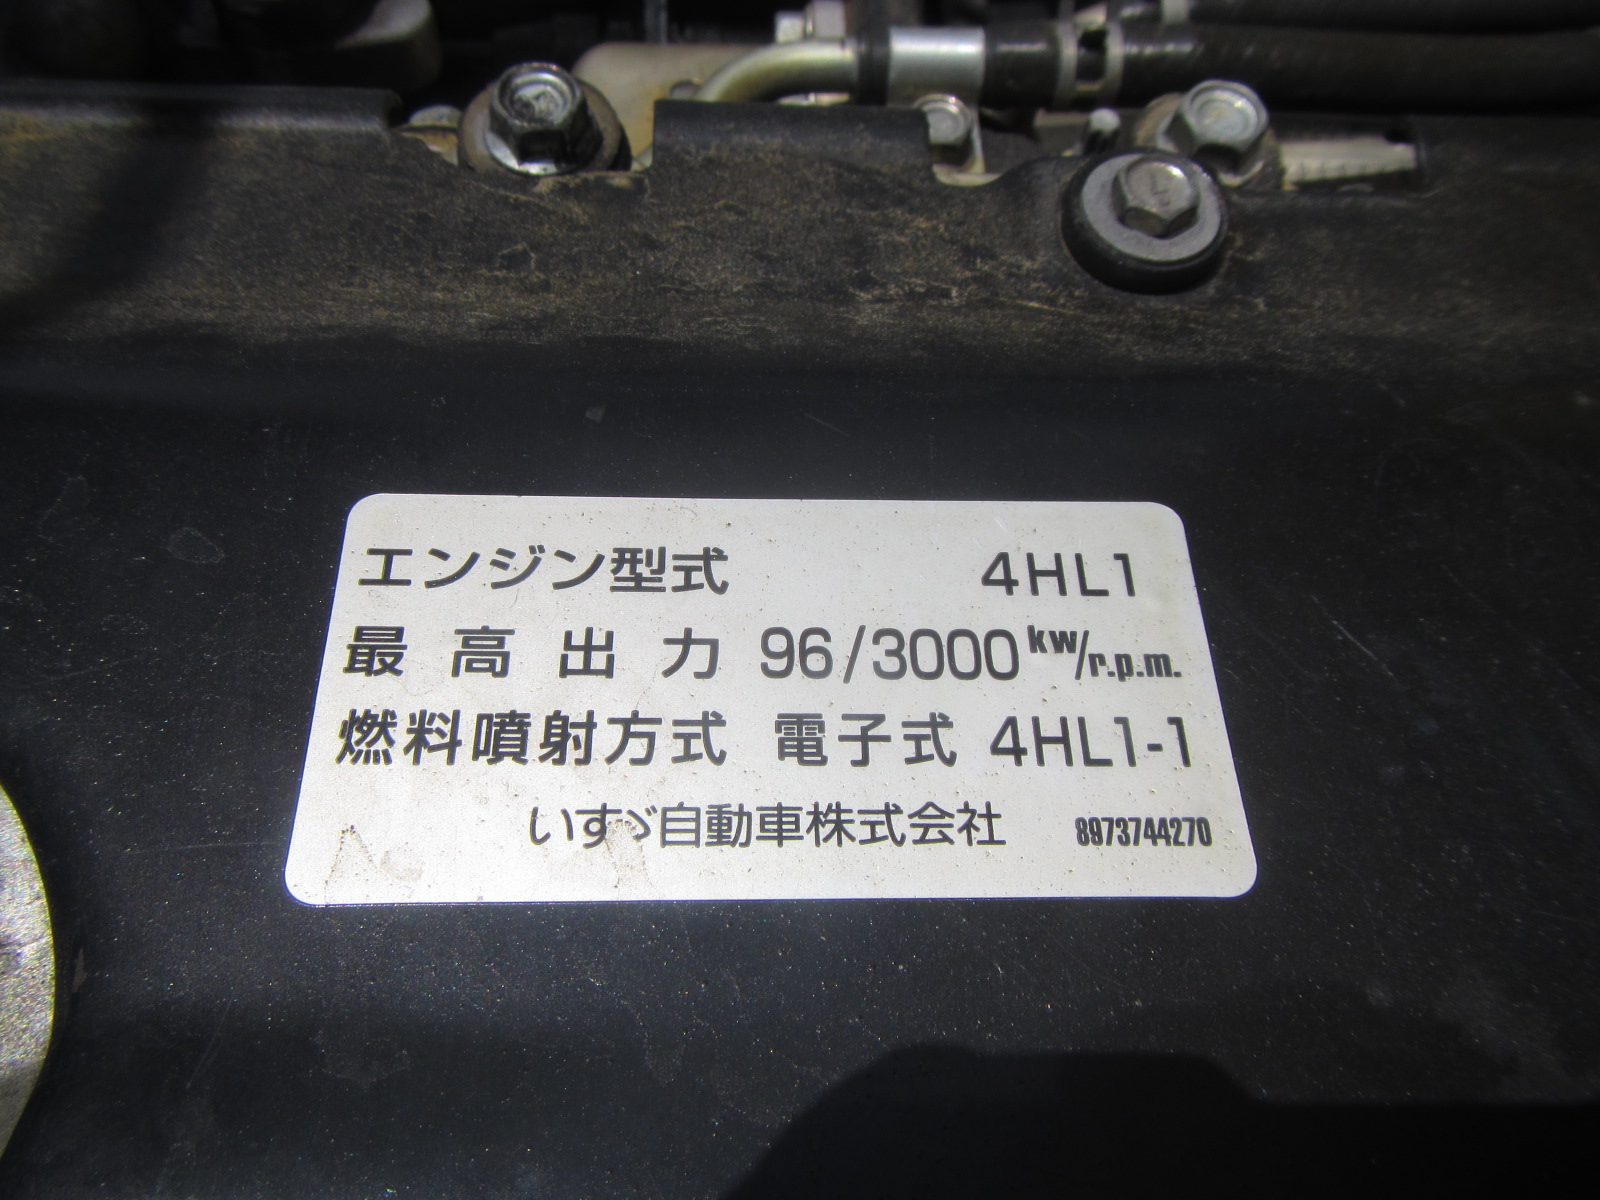 エンジン型式 4HL1
最高出力 96/3000kw/r.p.m.
燃料噴射方式 電子式 4HL1-1
いすゞ自動車株式会社 8973744270